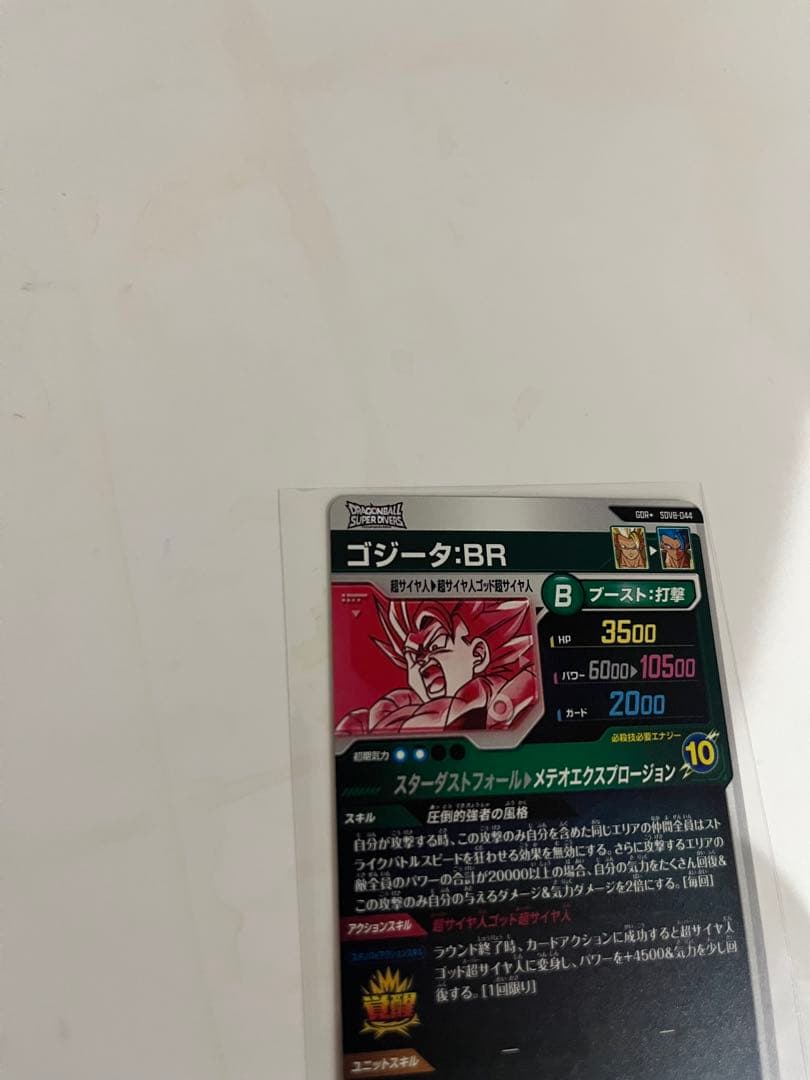 DRAGONBALL
SUPER DIVERS
GDR★ SDV8-044
ゴジータ:BR
超サイヤ人▶超サイヤ人ゴッド超サイヤ人
B ブースト:打撃
HP 3500
パワー 6000▶10500
ガード 2000
必殺技必要エナジー
10
初期気力
スターダストフォール▶メテオエクスプロージョン
スキル 圧倒的強者の風格
自分が攻撃する時、この攻撃のみ自分を含めた同じエリアの仲間全員はスト
ライクバトルスピードを狂わせる効果を無効にする。さらに攻撃するエリアの
敵全員のパワーの合計が20000以上の場合、自分の気力をたくさん回復&
この攻撃のみ自分の与えるダメージ&気力ダメージを2倍にする。[毎回]
アクションスキル 超サイヤ人ゴッド超サイヤ人
覚醒
ラウンド終了時、カードアクションに成功すると超サイヤ人
ゴッド超サイヤ人に変身し、パワーを+4500&気力を少し回
復する。[1回限り]
ユニットスキル